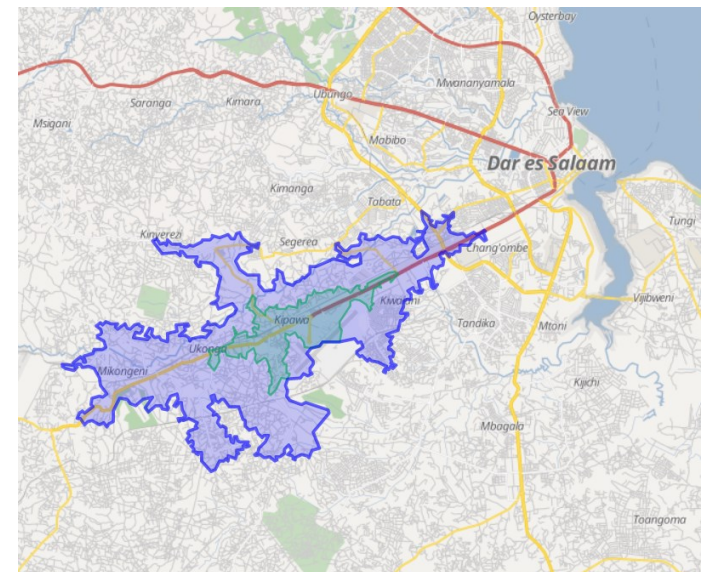 Oysterbay
Mwananyamala
Ubungo
Saranga
Kimara
Sea View
Msigani
Mabibo
Dar es Salaam
Kimanga
Tabata
Tungi
Kinyerezi
Segerea
Chang'ombe
Vijibweni
Kiwalani
Kipawa
Tandika
Mtoni
Ukonga
Mikongeni
Kijichi
Mbagala
Toangoma